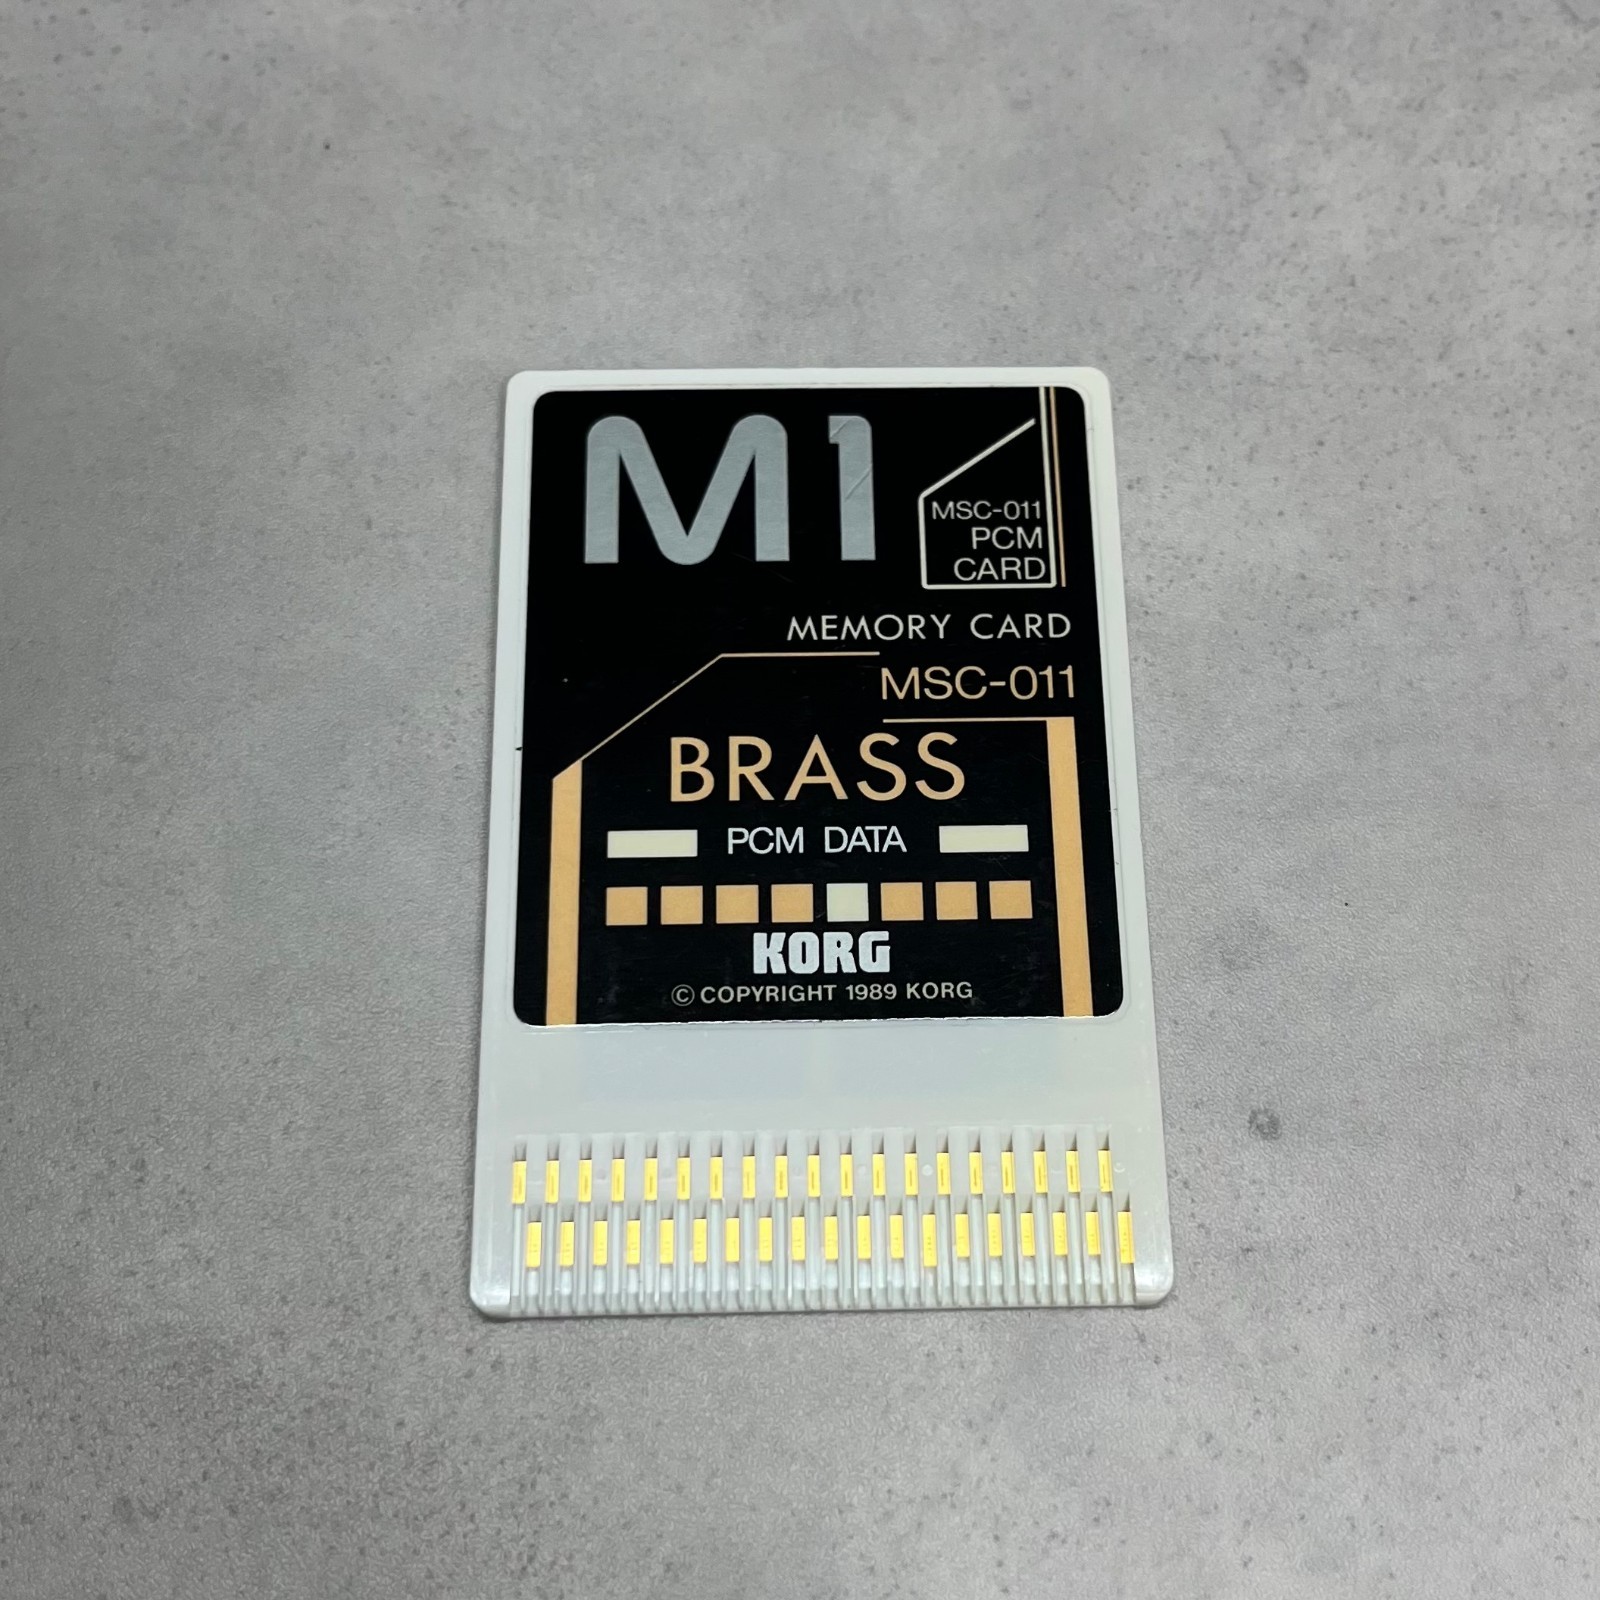 M1
MSC-011
PCM
CARD
MEMORY CARD
MSC-011
BRASS
PCM DATA
KORG
© COPYRIGHT 1989 KORG